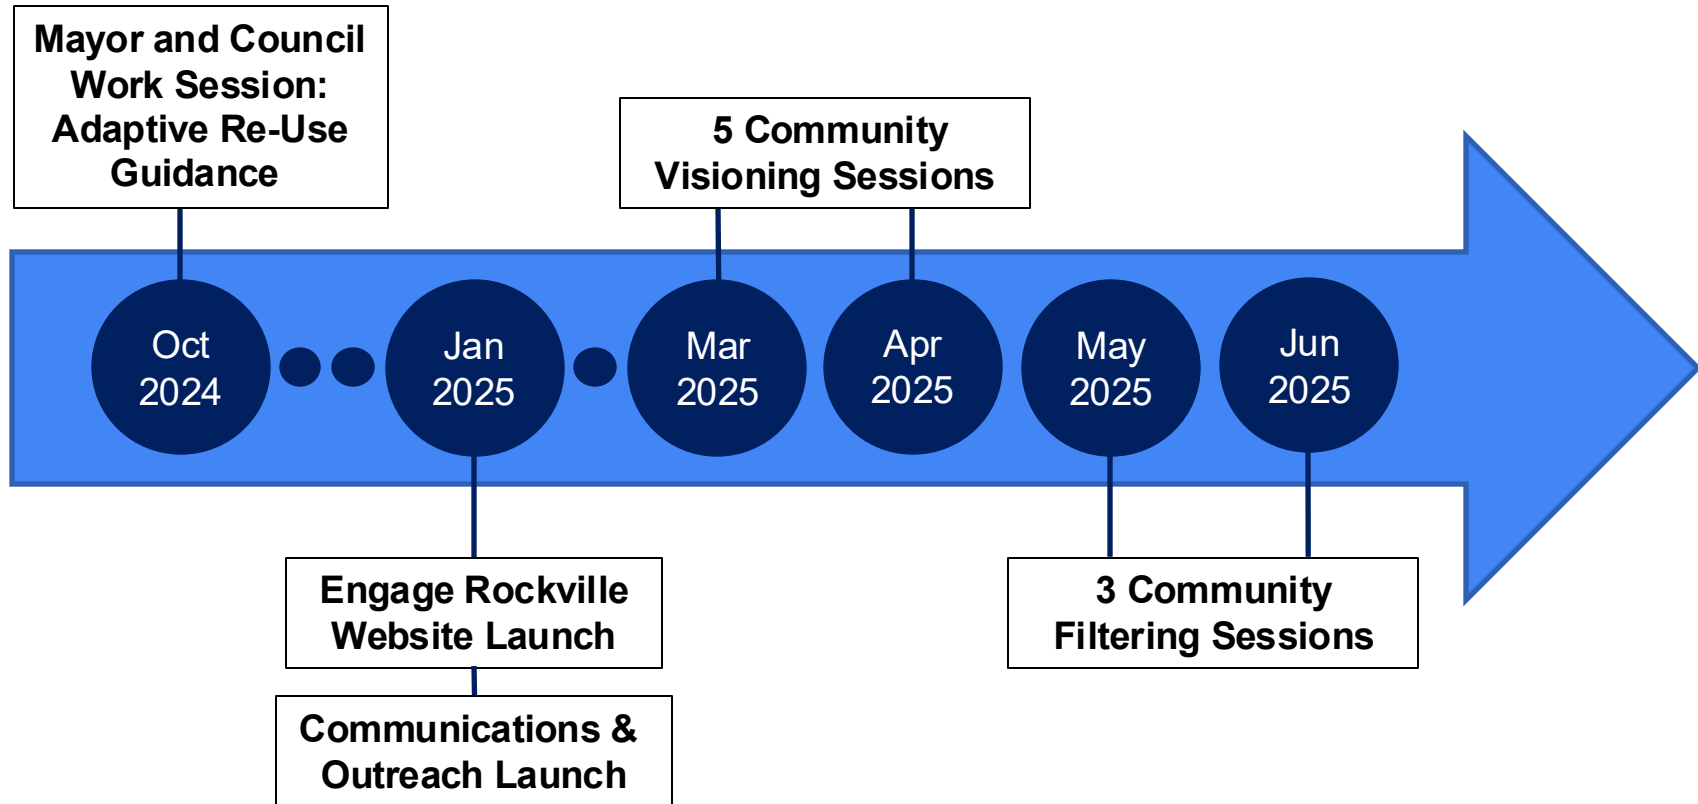 Mayor and Council
Work Session:
Adaptive Re-Use
Guidance
5 Community
Visioning Sessions
Oct
2024
Jan
2025
Mar
2025
Apr
2025
May
2025
Jun
2025
Engage Rockville
Website Launch
3 Community
Filtering Sessions
Communications &
Outreach Launch